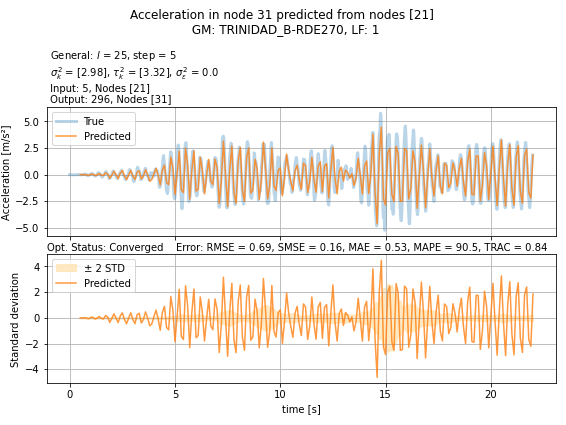 Acceleration in node 31 predicted from nodes [21]
GM: TRINIDAD_B-RDE270, LF: 1
General: l = 25, step = 5
σ²ₖ = [2.98], τ²ₖ = [3.32], σ²ε = 0.0
Input: 5, Nodes [21]
Output: 296, Nodes [31]
Acceleration [m/s²]
5.0
2.5
0.0
−2.5
−5.0
True
Predicted
Opt. Status: Converged Error: RMSE = 0.69, SMSE = 0.16, MAE = 0.53, MAPE = 90.5, TRAC = 0.84
Standard deviation
4
2
0
−2
−4
± 2 STD
Predicted
0 5 10 15 20
time [s]